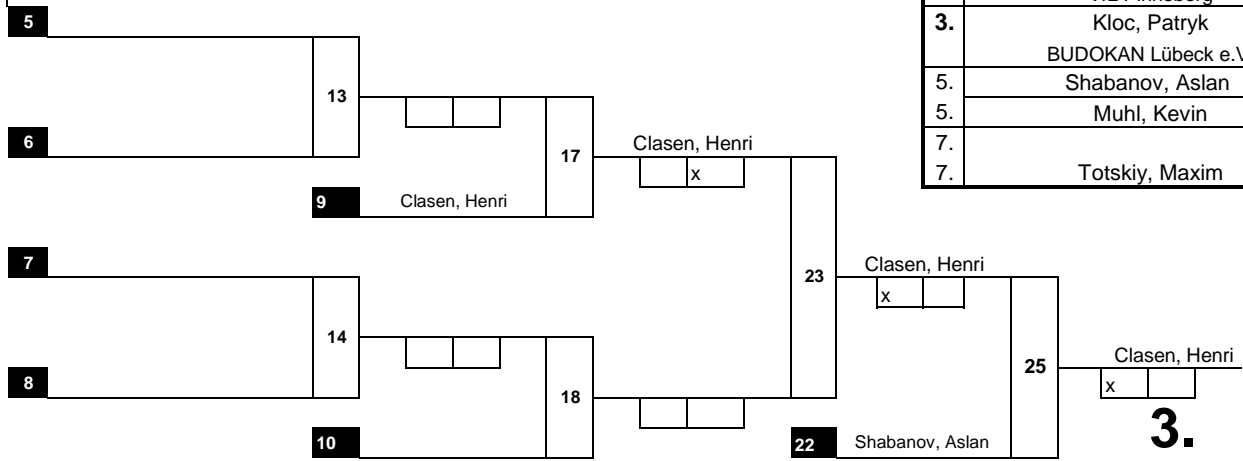 5
3. Kloc, Patryk
BUDOKAN Lübeck e.V
5. Shabanov, Aslan
13
5. Muhl, Kevin
6
Clasen, Henri
17
7.
x
7. Totskiy, Maxim
9 Clasen, Henri
7
Clasen, Henri
23
x
14
Clasen, Henri
25
8
x
18
3.
10
22 Shabanov, Aslan